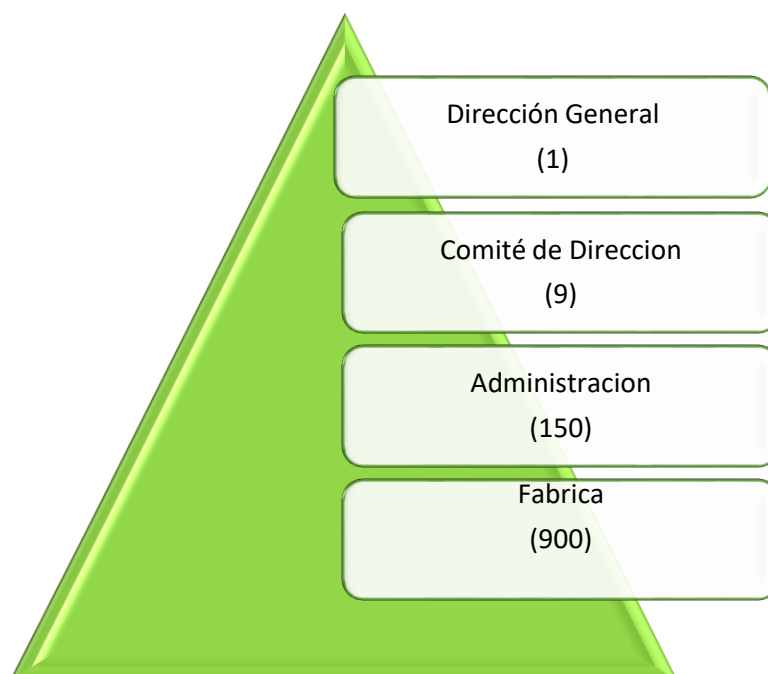 Dirección General
(1)
Comité de Direccion
(9)
Administracion
(150)
Fabrica
(900)